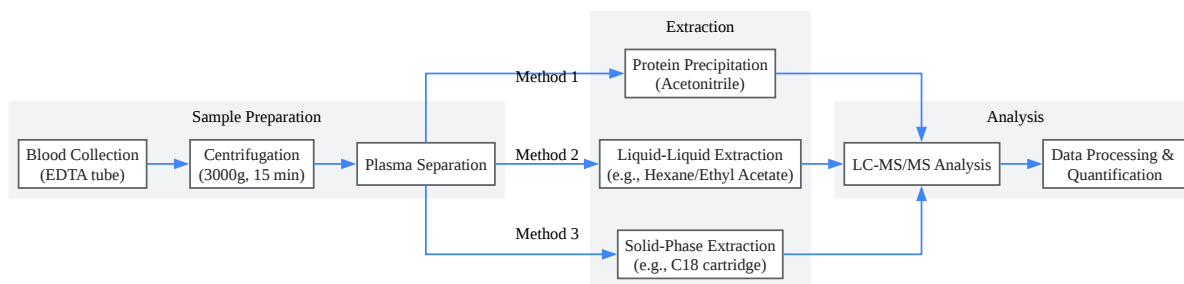 Extraction
Method 1
Protein Precipitation
(Acetonitrile)
Sample Preparation
Analysis
Blood Collection
(EDTA tube)
Centrifugation
(3000g, 15 min)
Plasma Separation
Method 2
Liquid-Liquid Extraction
(e.g., Hexane/Ethyl Acetate)
LC-MS/MS Analysis
Data Processing &
Quantification
Method 3
Solid-Phase Extraction
(e.g., C18 cartridge)